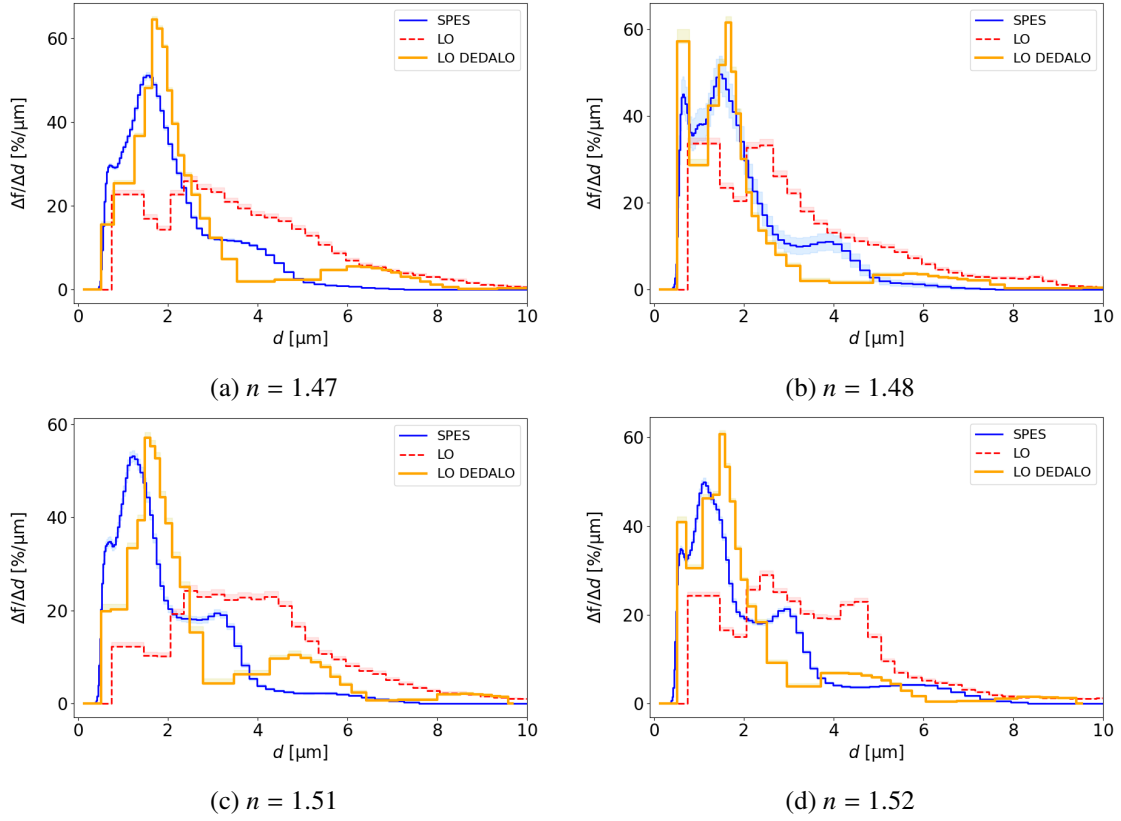 SPES
LO
LO DEDALO
Δf/Δd [%/μm]
60
40
20
0
0 2 4 6 8 10
d [μm]
(a) n = 1.47
SPES
LO
LO DEDALO
Δf/Δd [%/μm]
60
40
20
0
0 2 4 6 8 10
d [μm]
(b) n = 1.48
SPES
LO
LO DEDALO
Δf/Δd [%/μm]
60
40
20
0
0 2 4 6 8 10
d [μm]
(c) n = 1.51
SPES
LO
LO DEDALO
Δf/Δd [%/μm]
60
40
20
0
0 2 4 6 8 10
d [μm]
(d) n = 1.52